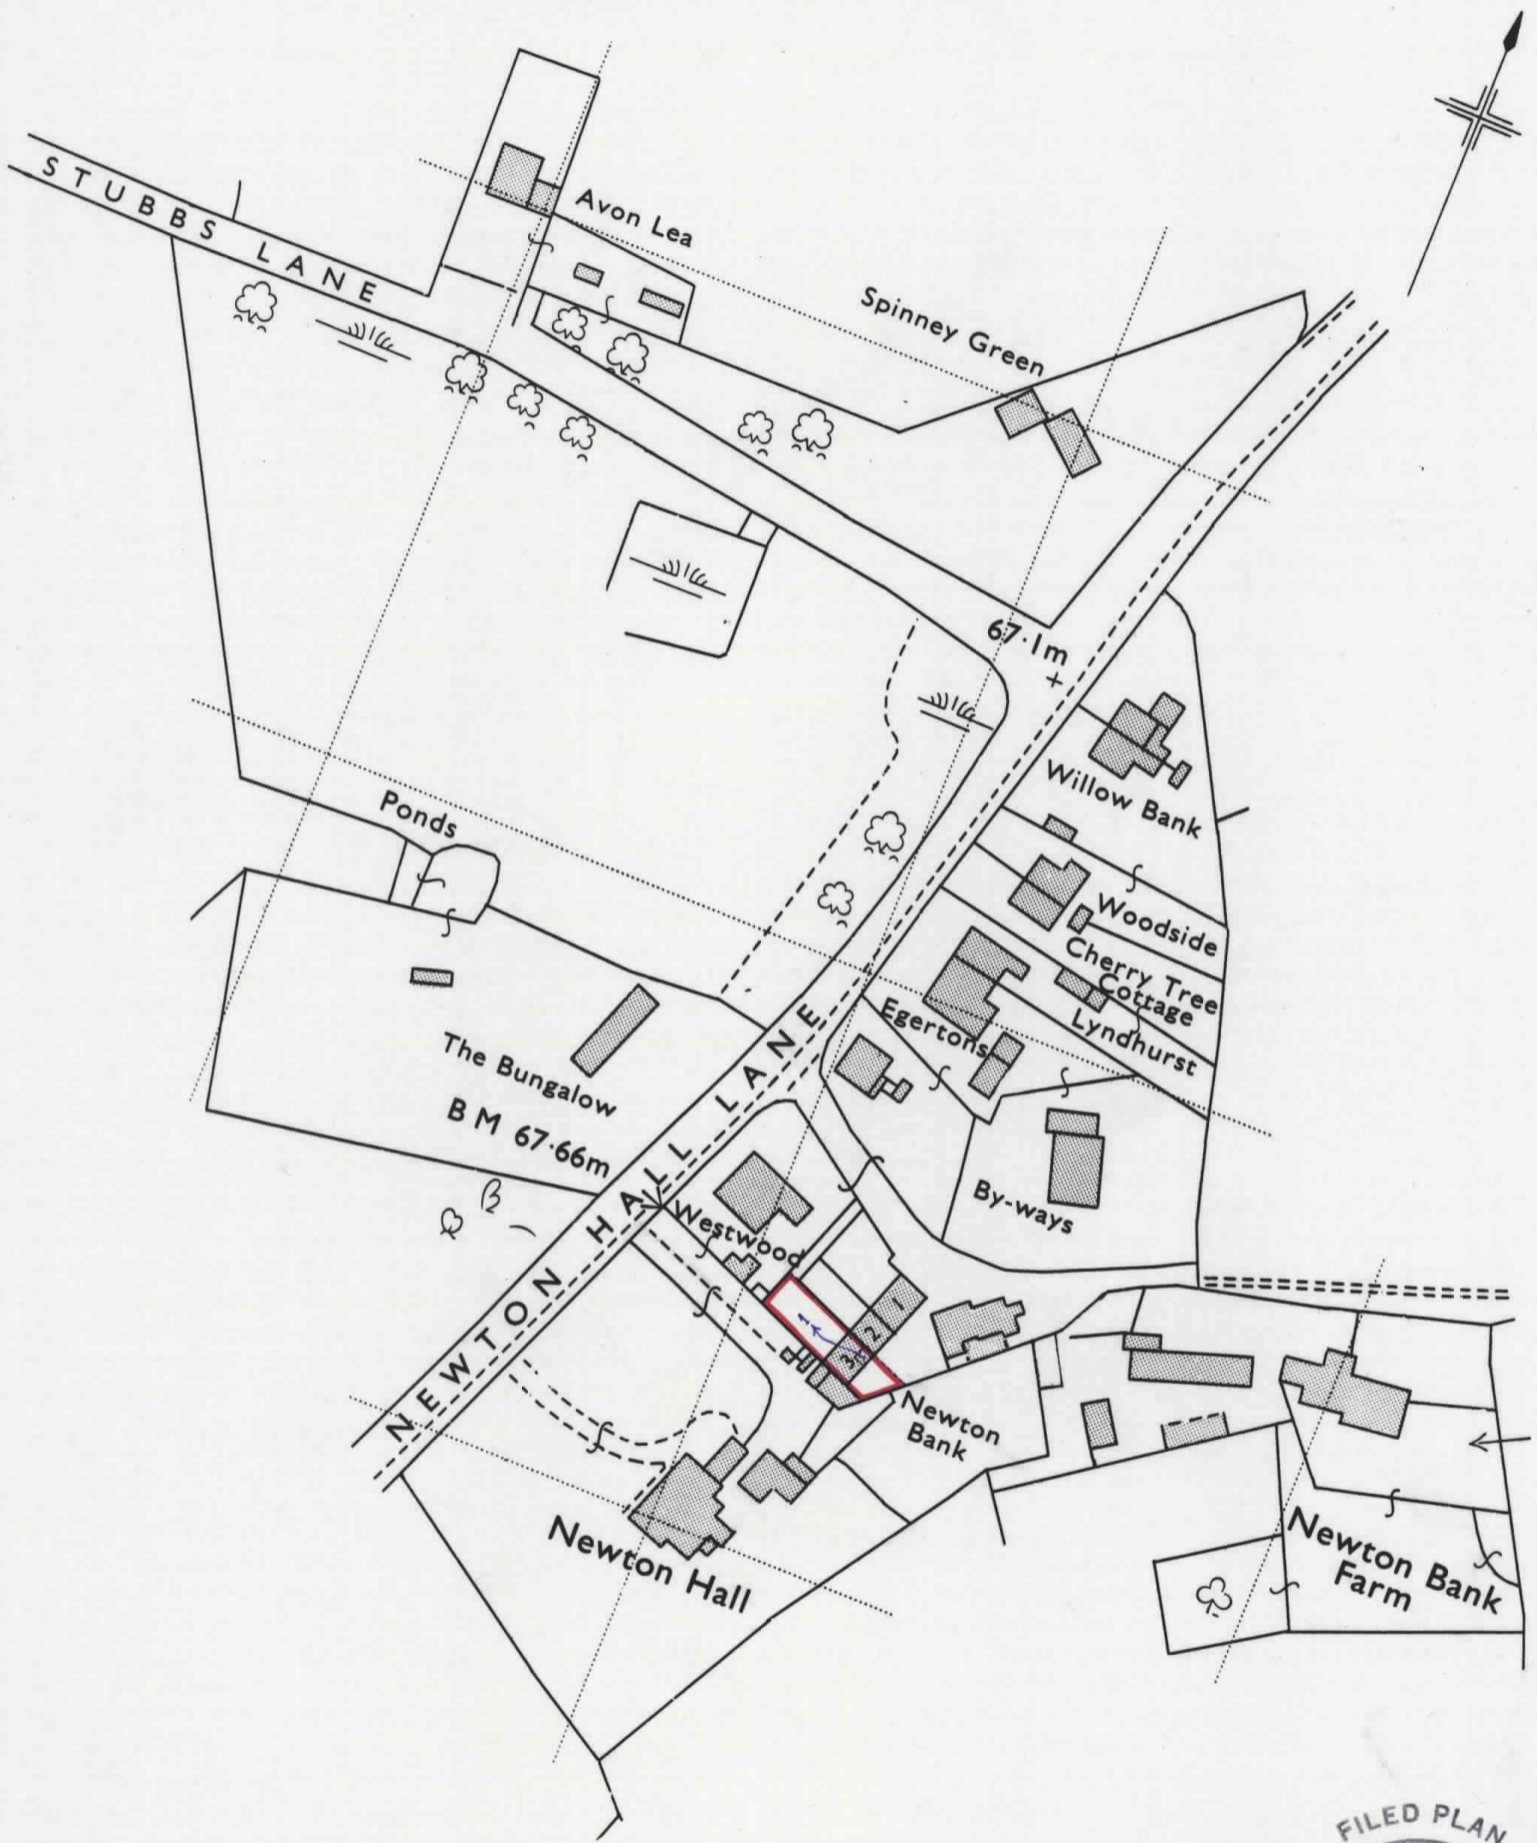 STUBBS LANE
Avon Lea
Spinney Green
67·1m
Willow Bank
Ponds
Woodside
Cherry Tree
Cottage
Lyndhurst
Egertons
The Bungalow
BM 67·66m
NEWTON HALL LANE
By-ways
Westwood
1
2
3
Newton
Bank
Newton Hall
Newton Bank
Farm
FILED PLAN